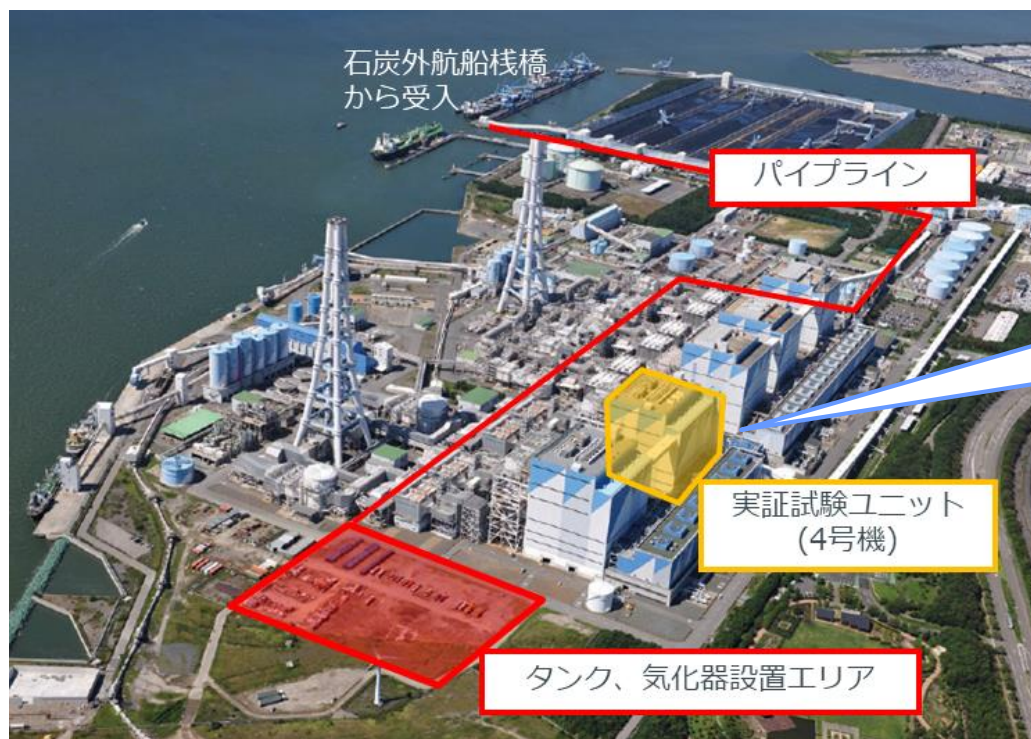 石炭外航船桟橋
から受入
パイプライン
実証試験ユニット
(4号機)
タンク、気化器設置エリア